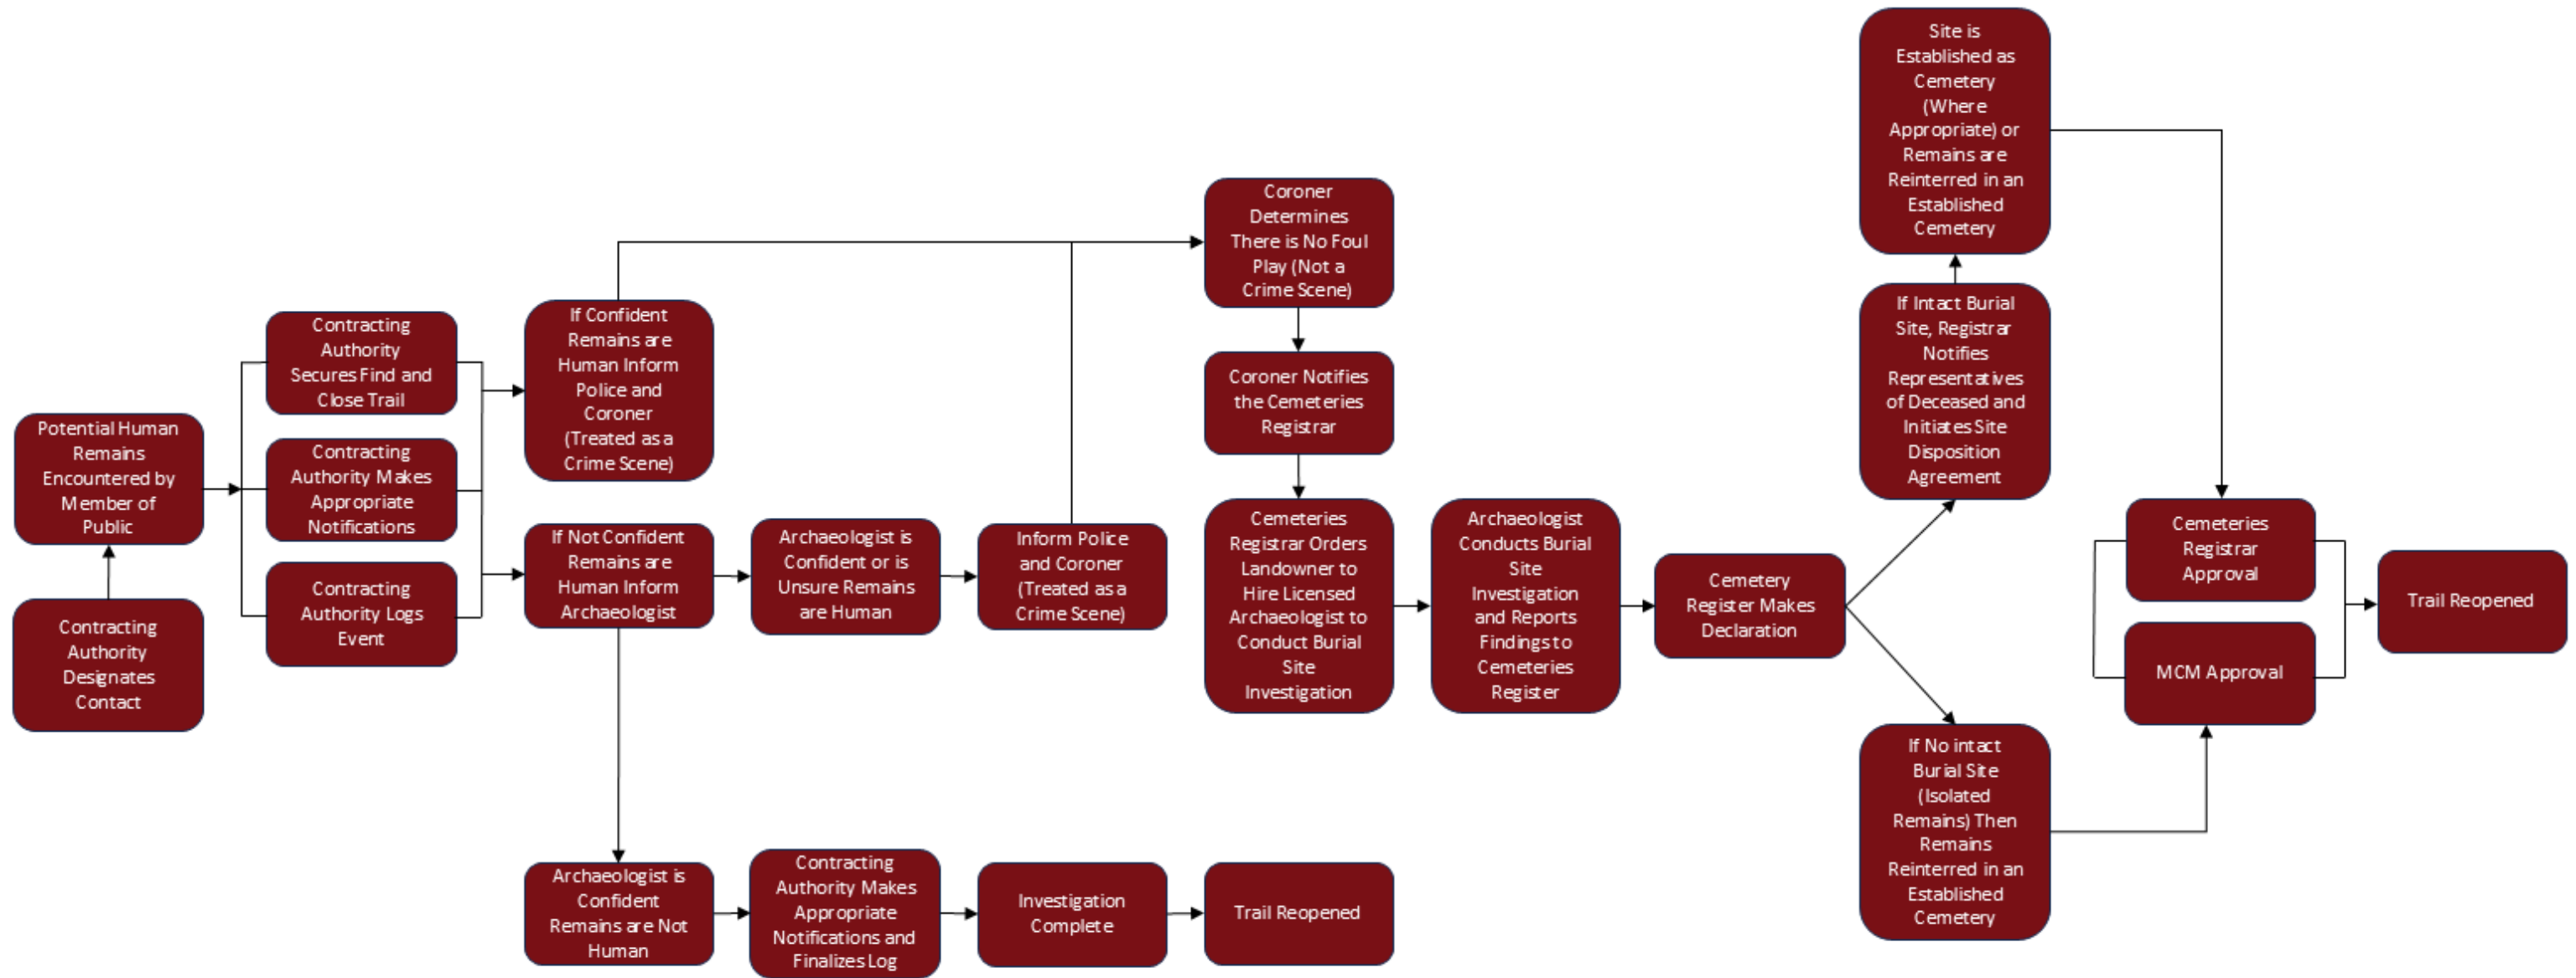 Potential Human
Remains
Encountered by
Member of
Public
Contracting
Authority
Designates
Contact
Contracting
Authority
Secures Find and
Close Trail
Contracting
Authority Makes
Appropriate
Notifications
Contracting
Authority Logs
Event
If Confident
Remains are
Human Inform
Police and
Coroner
(Treated as a
Crime Scene)
If Not Confident
Remains are
Human Inform
Archaeologist
Archaeologist is
Confident or is
Unsure Remains
are Human
Inform Police
and Coroner
(Treated as a
Crime Scene)
Archaeologist is
Confident
Remains are Not
Human
Contracting
Authority Makes
Appropriate
Notifications and
Finalizes Log
Investigation
Complete
Trail Reopened
Coroner
Determines
There is No Foul
Play (Not a
Crime Scene)
Coroner Notifies
the Cemeteries
Registrar
Cemeteries
Registrar Orders
Landowner to
Hire Licensed
Archaeologist to
Conduct Burial
Site
Investigation
Archaeologist
Conducts Burial
Site
Investigation
and Reports
Findings to
Cemeteries
Register
Cemetery
Register Makes
Declaration
Site is
Established as
Cemetery
(Where
Appropriate) or
Remains are
Reinterred in an
Established
Cemetery
If Intact Burial
Site, Registrar
Notifies
Representatives
of Deceased and
Initiates Site
Disposition
Agreement
If No intact
Burial Site
(Isolated
Remains) Then
Remains
Reinterred in an
Established
Cemetery
Cemeteries
Registrar
Approval
MCM Approval
Trail Reopened